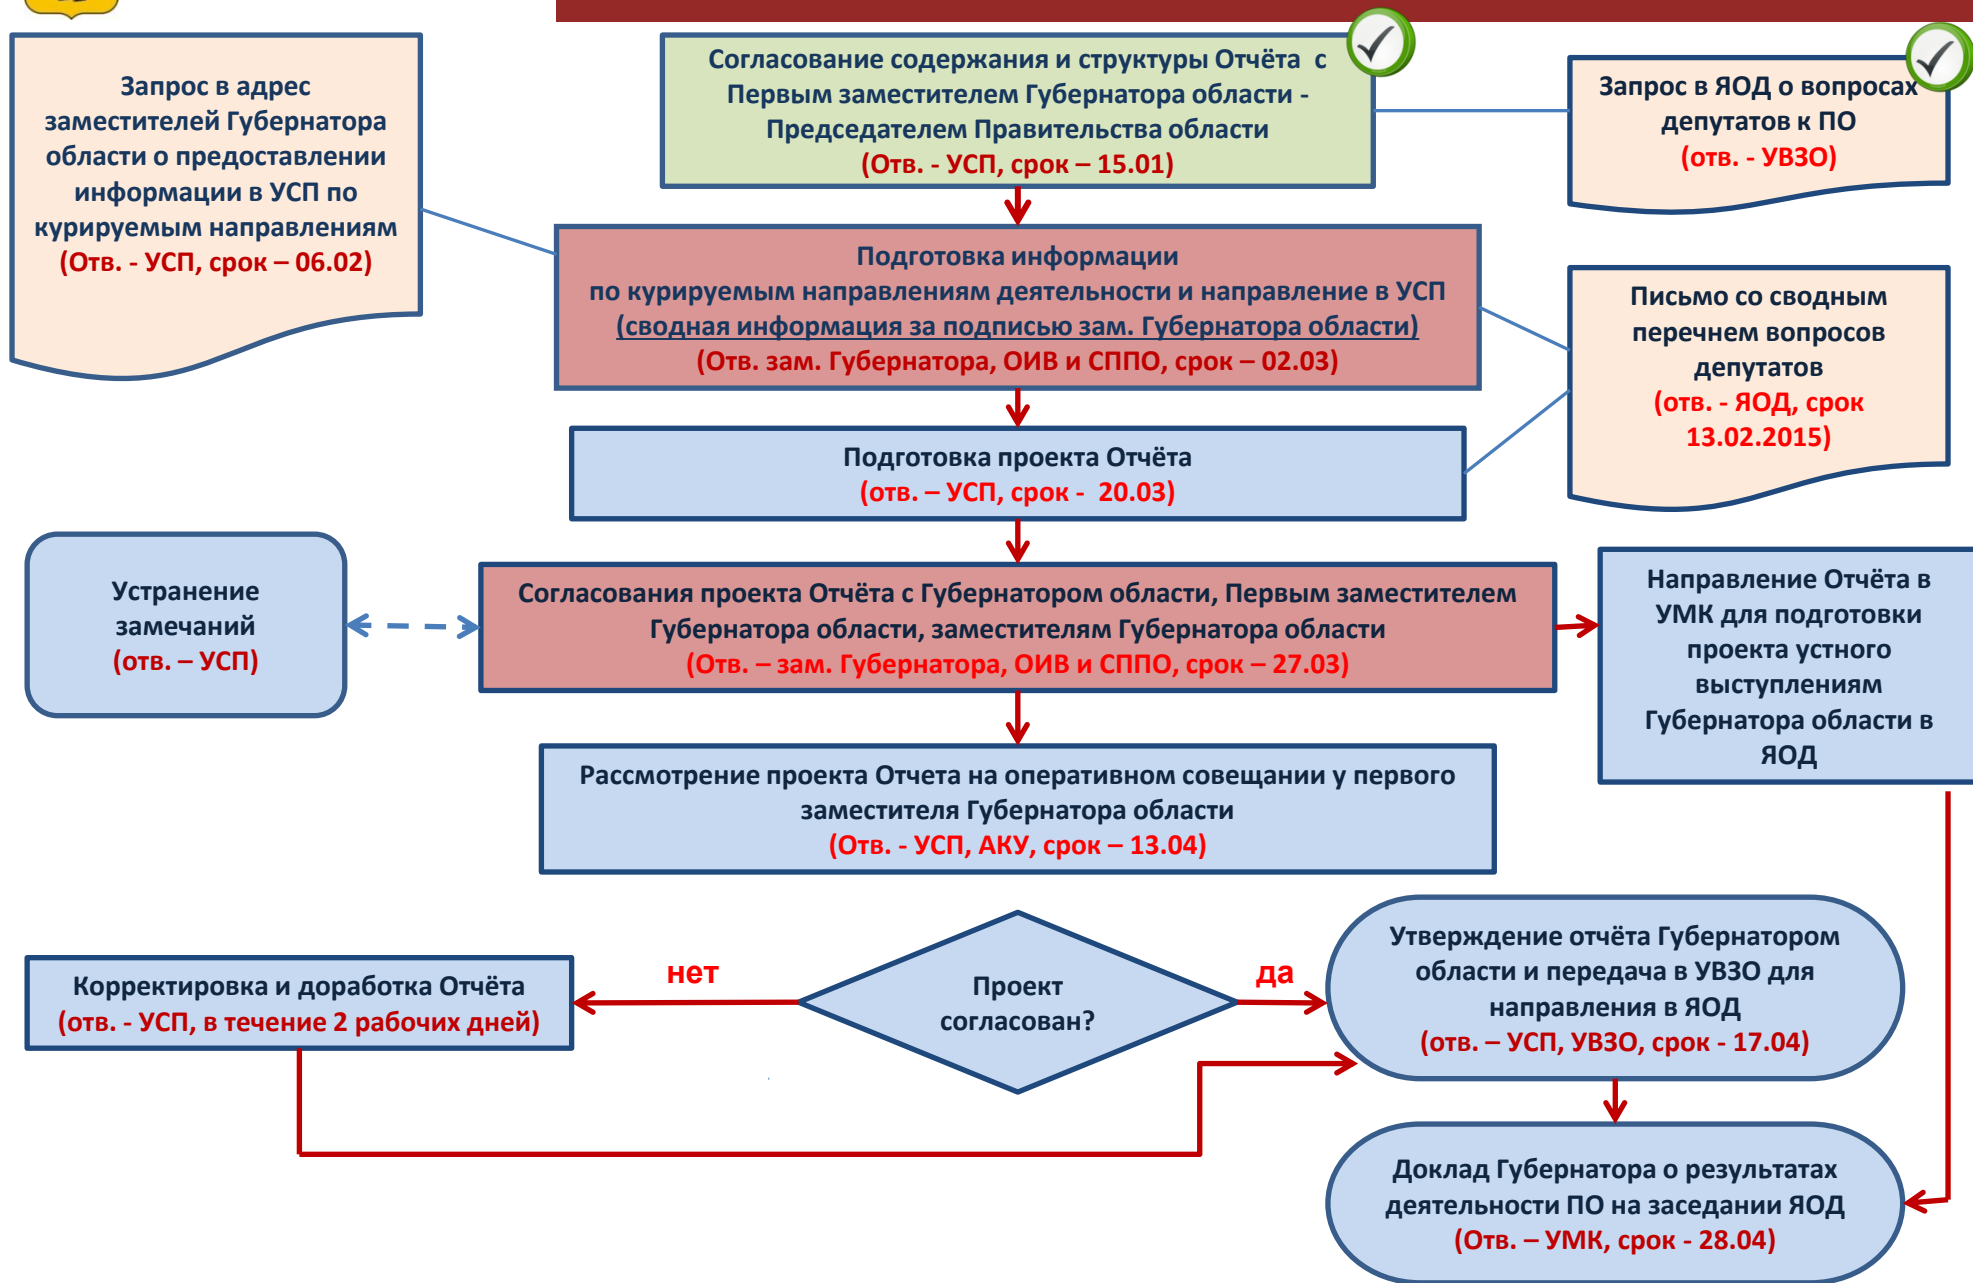 Запрос в адрес
заместителей Губернатора
области о предоставлении
информации в УСП по
курируемым направлениям
(Отв. - УСП, срок – 06.02)
Согласование содержания и структуры Отчёта с
Первым заместителем Губернатора области -
Председателем Правительства области
(Отв. - УСП, срок – 15.01)
Запрос в ЯОД о вопросах
депутатов к ПО
(отв. - УВЗО)
Подготовка информации
по курируемым направлениям деятельности и направление в УСП
(сводная информация за подписью зам. Губернатора области)
(Отв. зам. Губернатора, ОИВ и СППО, срок – 02.03)
Письмо со сводным
перечнем вопросов
депутатов
(отв. - ЯОД, срок
13.02.2015)
Подготовка проекта Отчёта
(отв. – УСП, срок - 20.03)
Устранение
замечаний
(отв. – УСП)
Согласования проекта Отчёта с Губернатором области, Первым заместителем
Губернатора области, заместителям Губернатора области
(Отв. – зам. Губернатора, ОИВ и СППО, срок – 27.03)
Направление Отчёта в
УМК для подготовки
проекта устного
выступлениям
Губернатора области в
ЯОД
Рассмотрение проекта Отчета на оперативном совещании у первого
заместителя Губернатора области
(Отв. - УСП, АКУ, срок – 13.04)
Корректировка и доработка Отчёта
(отв. - УСП, в течение 2 рабочих дней)
нет
Проект
согласован?
да
Утверждение отчёта Губернатором
области и передача в УВЗО для
направления в ЯОД
(отв. – УСП, УВЗО, срок - 17.04)
Доклад Губернатора о результатах
деятельности ПО на заседании ЯОД
(Отв. – УМК, срок - 28.04)